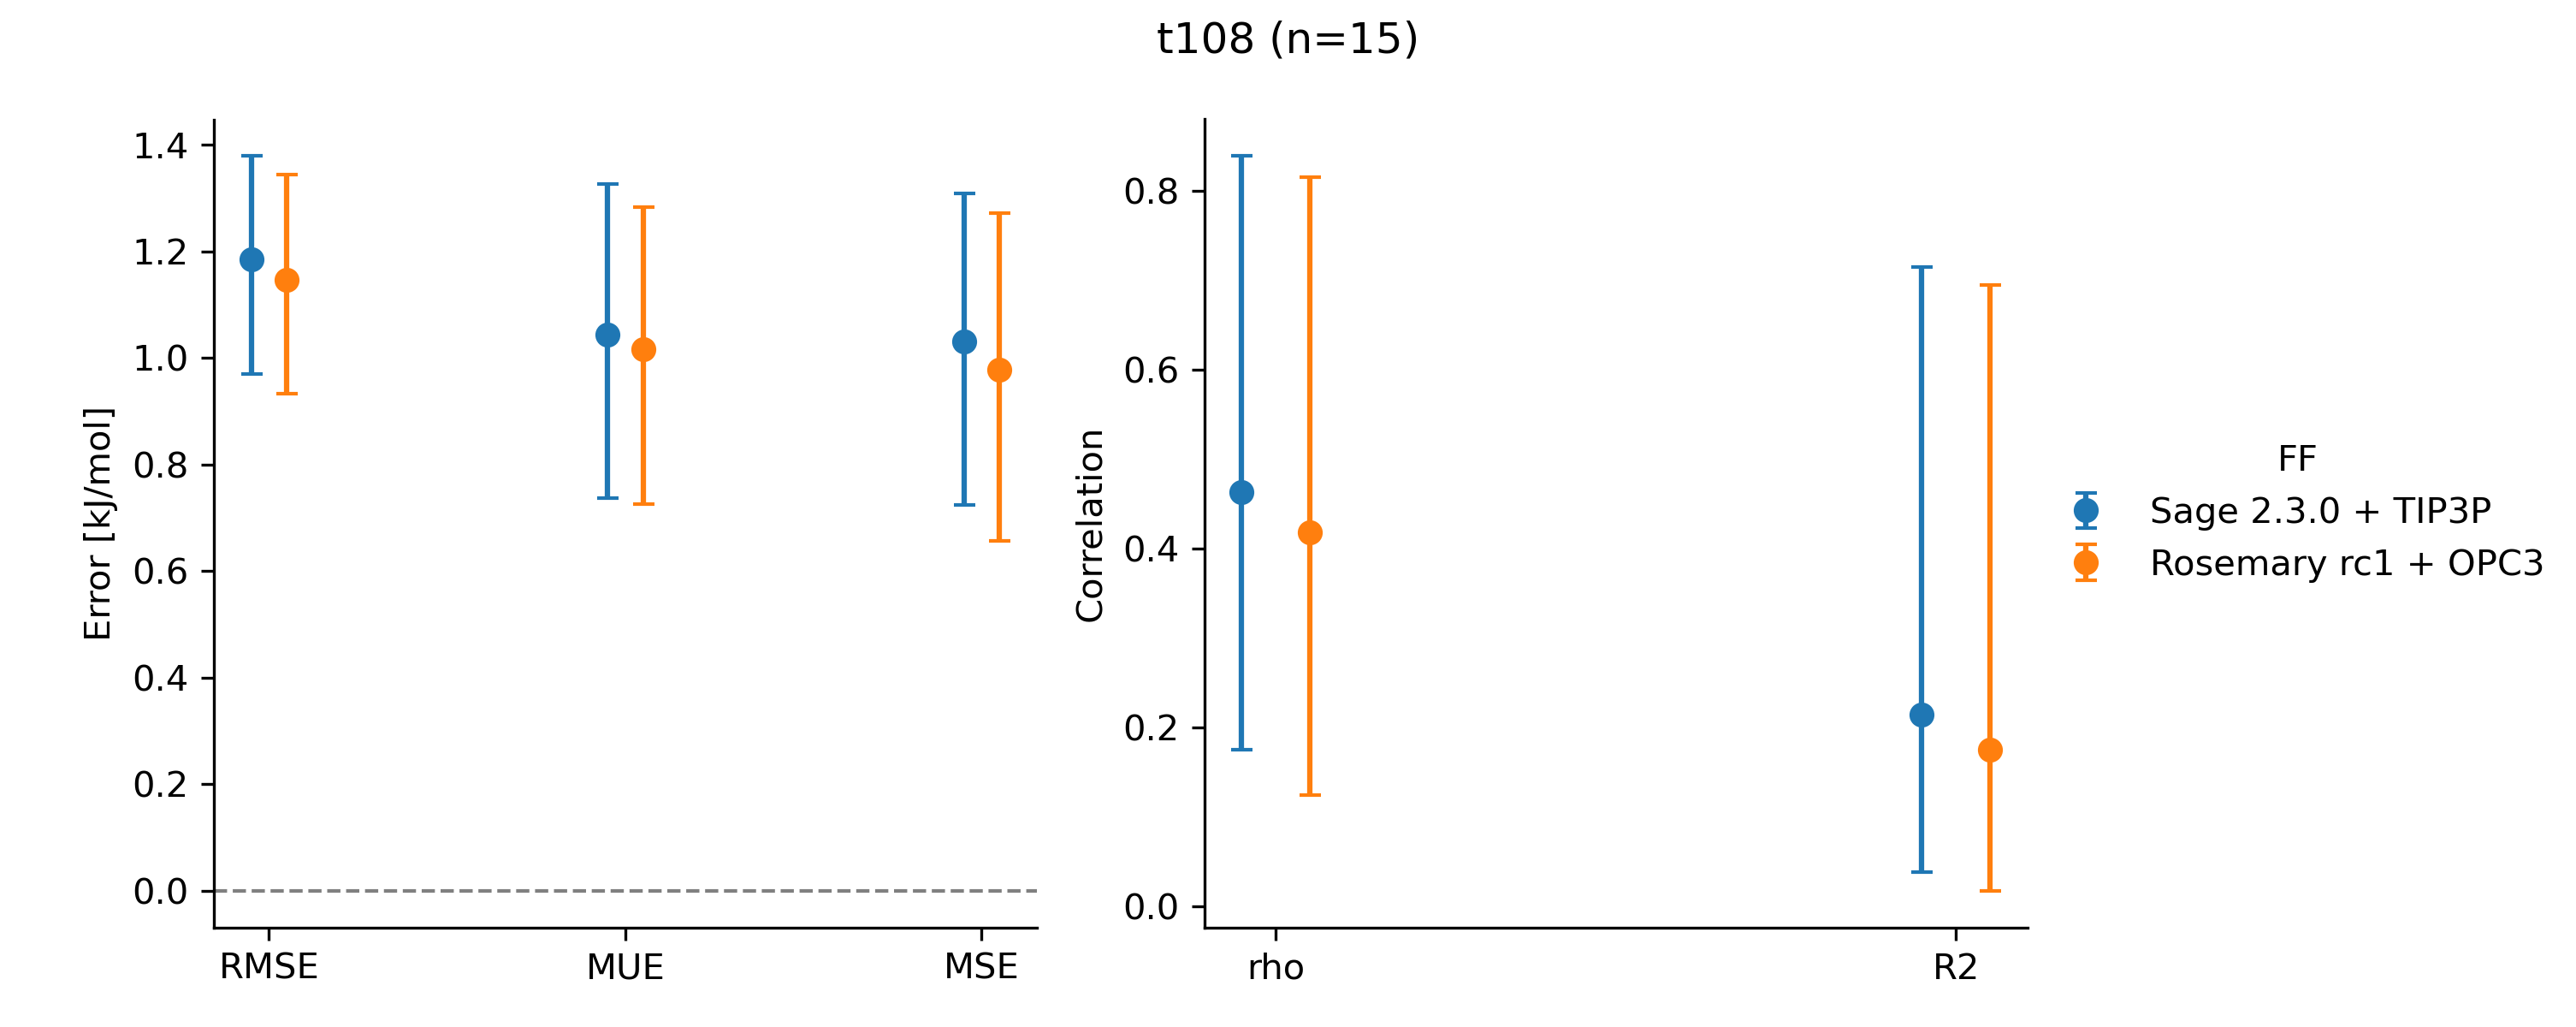 t108 (n=15)
Error [kJ/mol]
1.4
1.2
1.0
0.8
0.6
0.4
0.2
0.0
RMSE
MUE
MSE
Correlation
0.8
0.6
0.4
0.2
0.0
rho
R2
FF
Sage 2.3.0 + TIP3P
Rosemary rc1 + OPC3